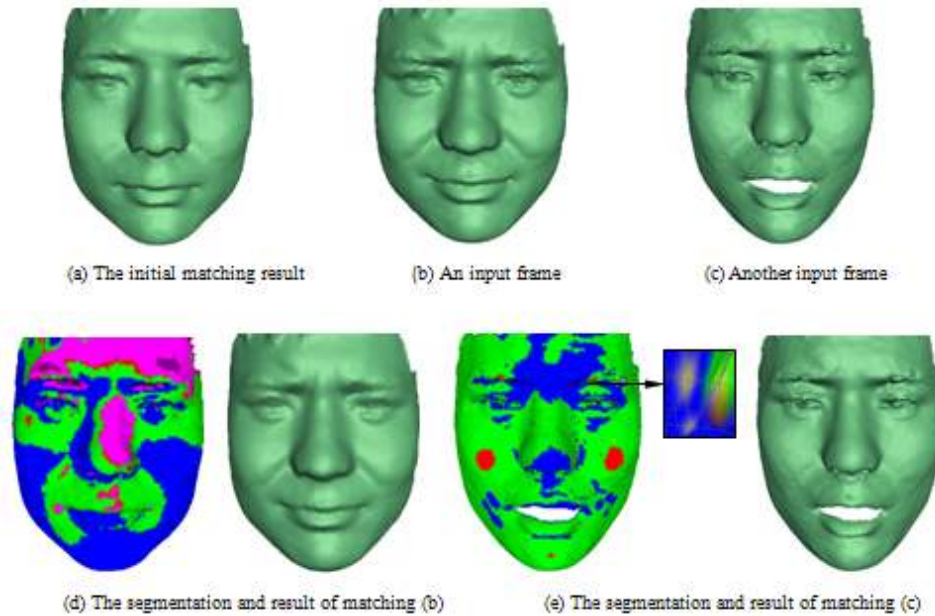 (a) The initial matching result
(b) An input frame
(c) Another input frame
(d) The segmentation and result of matching (b)
(e) The segmentation and result of matching (c)